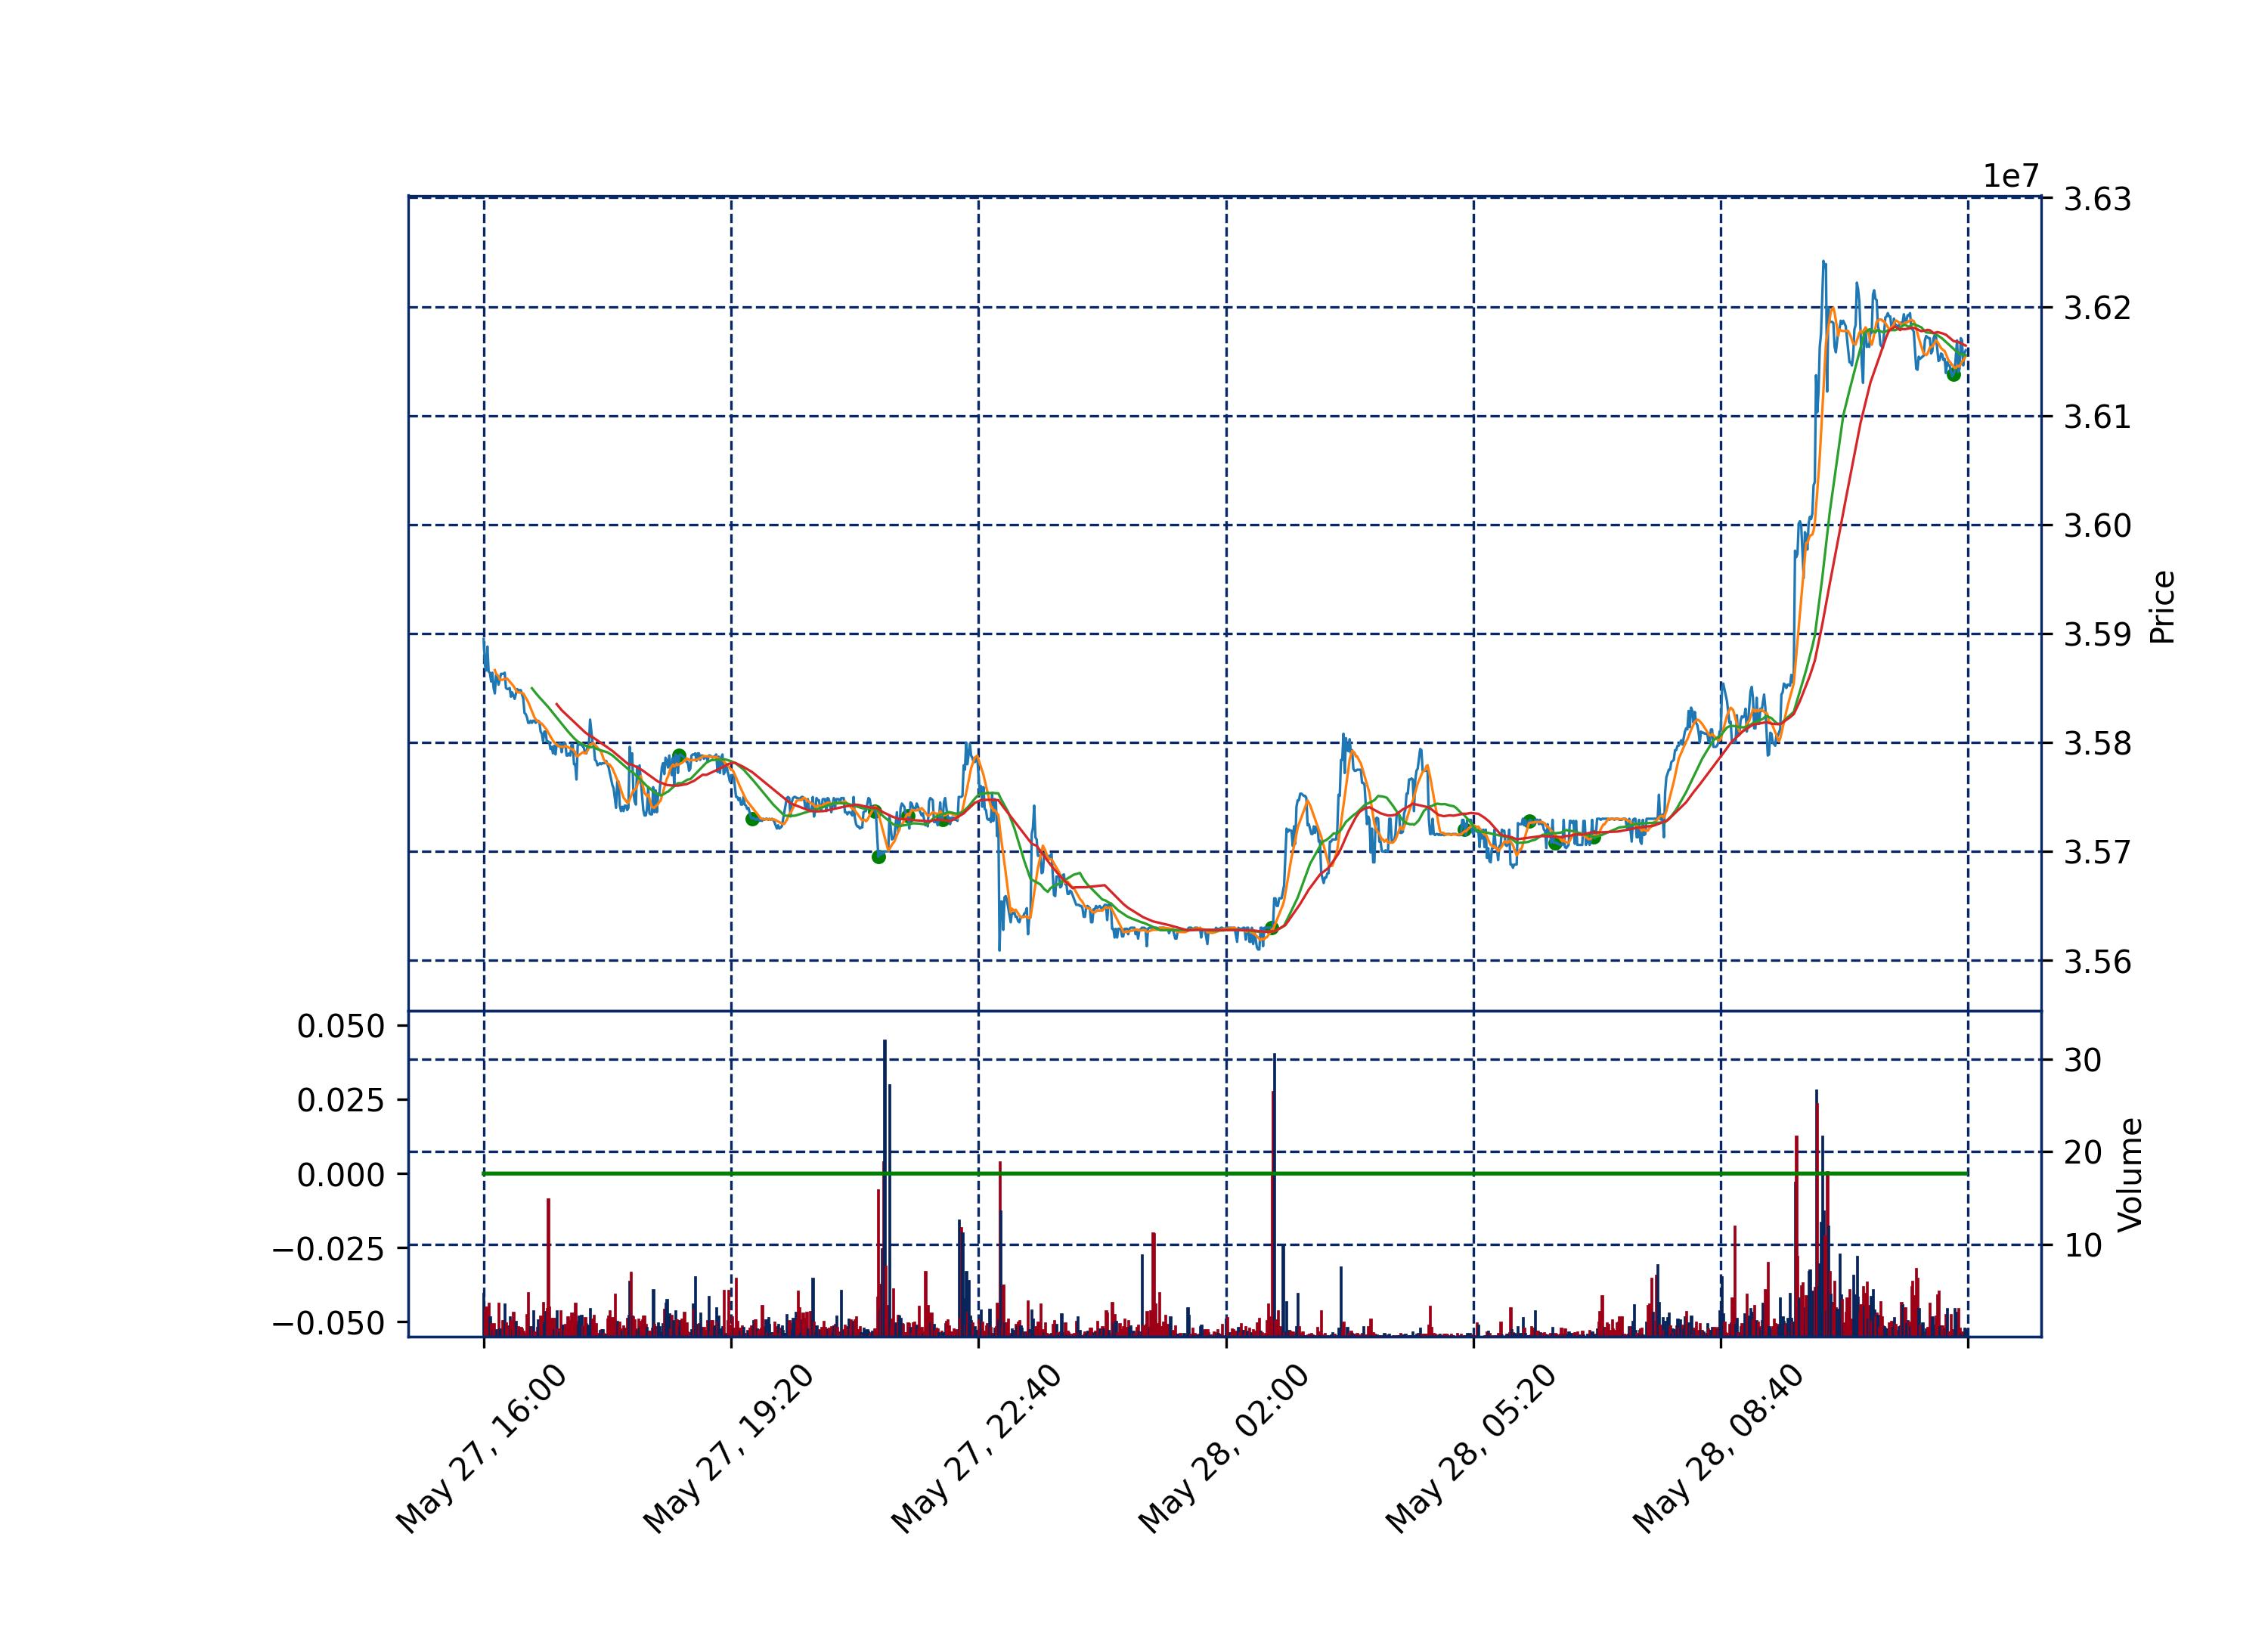 1e7
3.63
3.62
3.61
3.60
3.59
3.58
3.57
3.56
Price
0.050
0.025
0.000
−0.025
−0.050
30
20
10
Volume
May 27, 16:00
May 27, 19:20
May 27, 22:40
May 28, 02:00
May 28, 05:20
May 28, 08:40